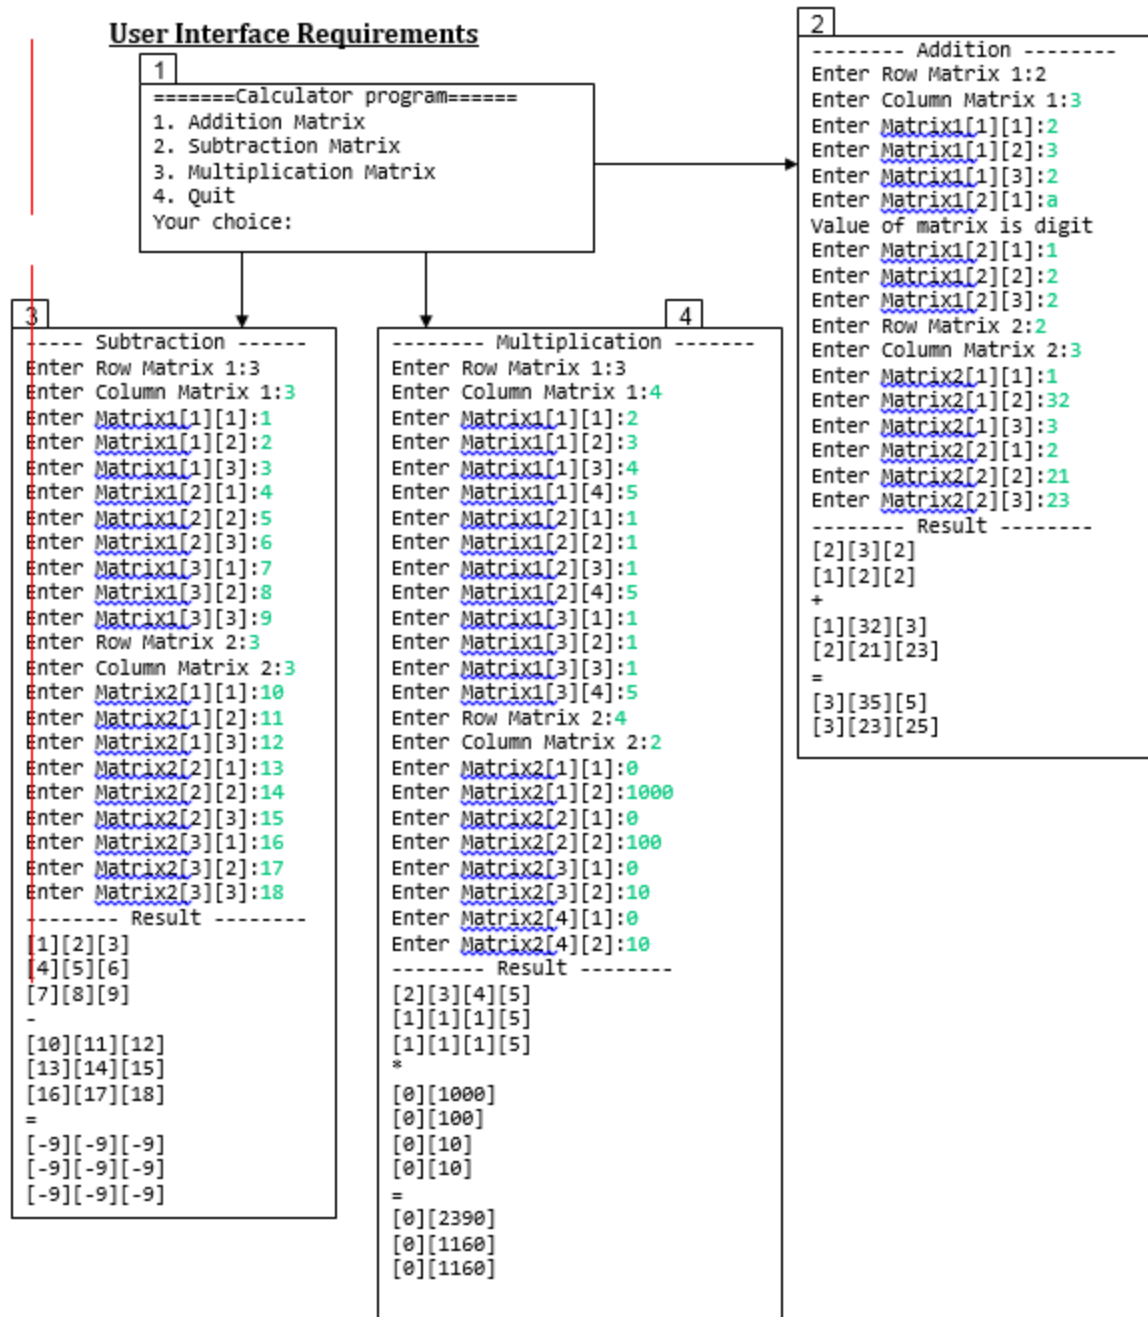 User Interface Requirements
1
=======Calculator program======
1. Addition Matrix
2. Subtraction Matrix
3. Multiplication Matrix
4. Quit
Your choice:
2
-------- Addition --------
Enter Row Matrix 1:2
Enter Column Matrix 1:3
Enter Matrix1[1][1]:2
Enter Matrix1[1][2]:3
Enter Matrix1[1][3]:2
Enter Matrix1[2][1]:a
Value of matrix is digit
Enter Matrix1[2][1]:1
Enter Matrix1[2][2]:2
Enter Matrix1[2][3]:2
Enter Row Matrix 2:2
Enter Column Matrix 2:3
Enter Matrix2[1][1]:1
Enter Matrix2[1][2]:32
Enter Matrix2[1][3]:3
Enter Matrix2[2][1]:2
Enter Matrix2[2][2]:21
Enter Matrix2[2][3]:23
-------- Result --------
[2][3][2]
[1][2][2]
+
[1][32][3]
[2][21][23]
=
[3][35][5]
[3][23][25]
3
----- Subtraction ------
Enter Row Matrix 1:3
Enter Column Matrix 1:3
Enter Matrix1[1][1]:1
Enter Matrix1[1][2]:2
Enter Matrix1[1][3]:3
Enter Matrix1[2][1]:4
Enter Matrix1[2][2]:5
Enter Matrix1[2][3]:6
Enter Matrix1[3][1]:7
Enter Matrix1[3][2]:8
Enter Matrix1[3][3]:9
Enter Row Matrix 2:3
Enter Column Matrix 2:3
Enter Matrix2[1][1]:10
Enter Matrix2[1][2]:11
Enter Matrix2[1][3]:12
Enter Matrix2[2][1]:13
Enter Matrix2[2][2]:14
Enter Matrix2[2][3]:15
Enter Matrix2[3][1]:16
Enter Matrix2[3][2]:17
Enter Matrix2[3][3]:18
-------- Result --------
[1][2][3]
[4][5][6]
[7][8][9]
-
[10][11][12]
[13][14][15]
[16][17][18]
=
[-9][-9][-9]
[-9][-9][-9]
[-9][-9][-9]
4
-------- Multiplication -------
Enter Row Matrix 1:3
Enter Column Matrix 1:4
Enter Matrix1[1][1]:2
Enter Matrix1[1][2]:3
Enter Matrix1[1][3]:4
Enter Matrix1[1][4]:5
Enter Matrix1[2][1]:1
Enter Matrix1[2][2]:1
Enter Matrix1[2][3]:1
Enter Matrix1[2][4]:5
Enter Matrix1[3][1]:1
Enter Matrix1[3][2]:1
Enter Matrix1[3][3]:1
Enter Matrix1[3][4]:5
Enter Row Matrix 2:4
Enter Column Matrix 2:2
Enter Matrix2[1][1]:0
Enter Matrix2[1][2]:1000
Enter Matrix2[2][1]:0
Enter Matrix2[2][2]:100
Enter Matrix2[3][1]:0
Enter Matrix2[3][2]:10
Enter Matrix2[4][1]:0
Enter Matrix2[4][2]:10
-------- Result --------
[2][3][4][5]
[1][1][1][5]
[1][1][1][5]
*
[0][1000]
[0][100]
[0][10]
[0][10]
=
[0][2390]
[0][1160]
[0][1160]